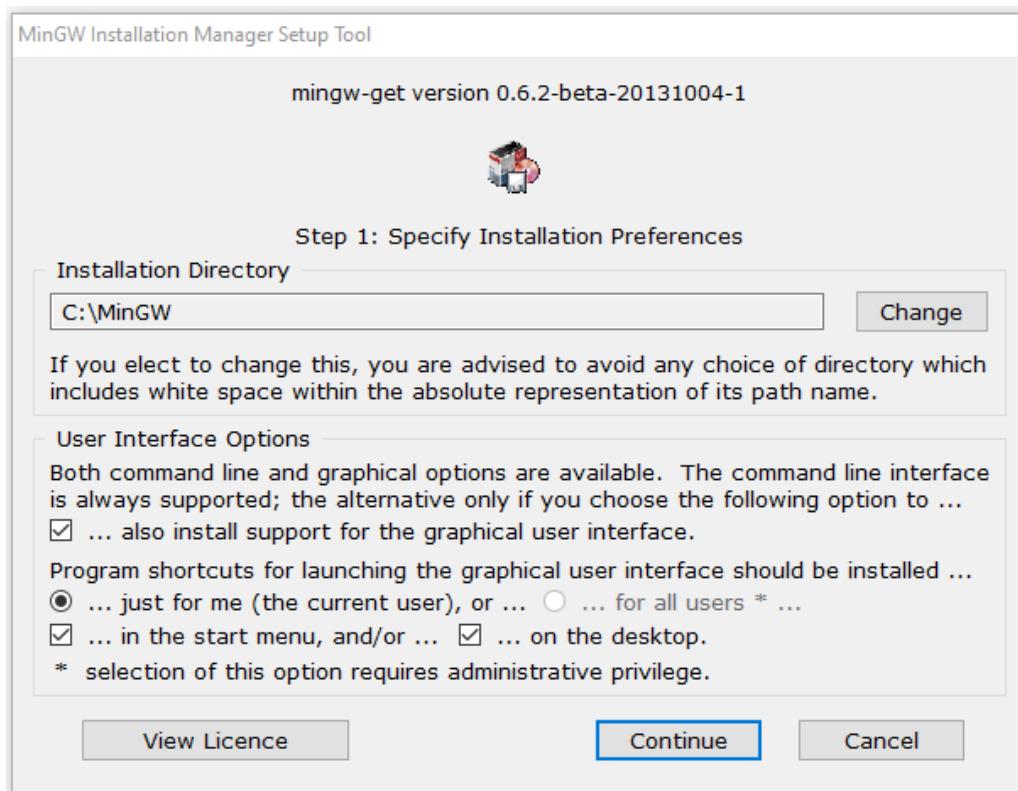 MinGW Installation Manager Setup Tool
mingw-get version 0.6.2-beta-20131004-1
Step 1: Specify Installation Preferences
Installation Directory
C:\MinGW
Change
If you elect to change this, you are advised to avoid any choice of directory which
includes white space within the absolute representation of its path name.
User Interface Options
Both command line and graphical options are available. The command line interface
is always supported; the alternative only if you choose the following option to ...
... also install support for the graphical user interface.
Program shortcuts for launching the graphical user interface should be installed ...
... just for me (the current user), or ... ... for all users * ...
... in the start menu, and/or ... ... on the desktop.
* selection of this option requires administrative privilege.
View Licence Continue Cancel